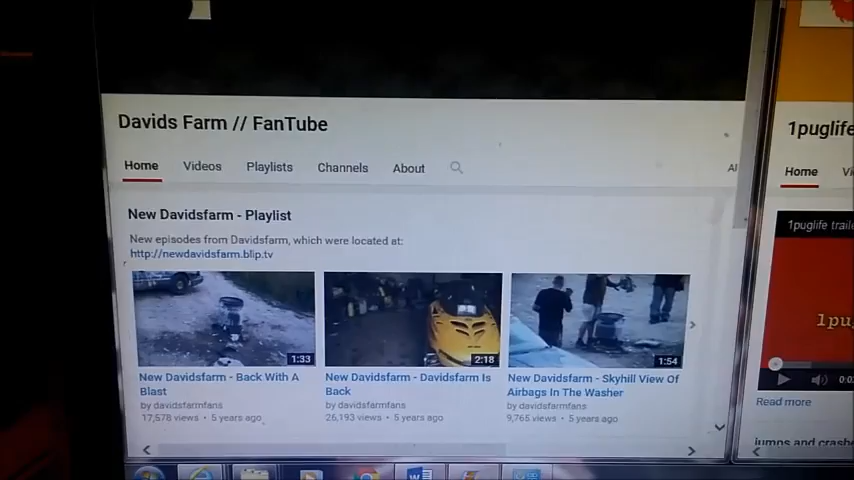 Davids Farm // FanTube
Home Videos Playlists Channels About
New Davidsfarm - Playlist
New episodes from Davidsfarm, which were located at:
http://newdavidsfarm.blip.tv
1:33
2:18
1:54
New Davidsfarm - Back With A
Blast
by davidsfarmfans
17,578 views • 5 years ago
New Davidsfarm - Davidsfarm Is
Back
by davidsfarmfans
26,193 views • 5 years ago
New Davidsfarm - Skyhill View Of
Airbags In The Washer
by davidsfarmfans
9,765 views • 5 years ago
1puglife
Home
1puglife traile
1pu
0:0
Read more
jumps and crashe